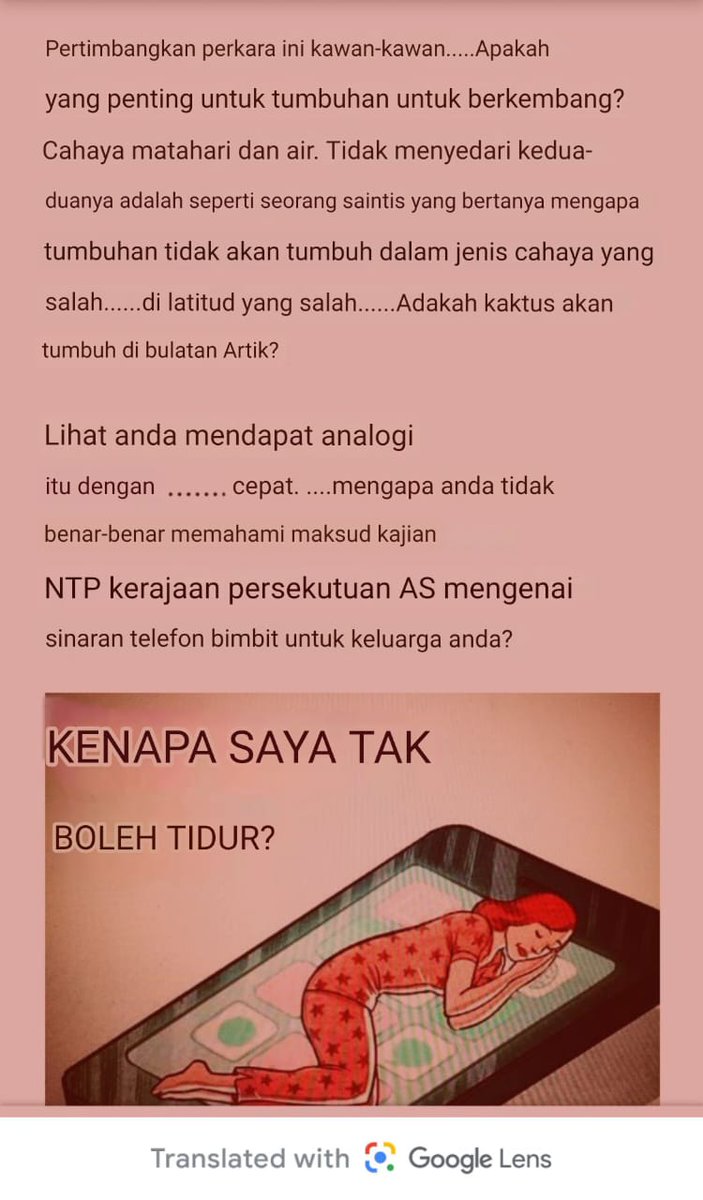 Pertimbangkan perkara ini kawan-kawan.....Apakah
yang penting untuk tumbuhan untuk berkembang?
Cahaya matahari dan air. Tidak menyedari kedua-
duanya adalah seperti seorang saintis yang bertanya mengapa
tumbuhan tidak akan tumbuh dalam jenis cahaya yang
salah......di latitud yang salah......Adakah kaktus akan
tumbuh di bulatan Artik?
Lihat anda mendapat analogi
itu dengan ....... cepat. ....mengapa anda tidak
benar-benar memahami maksud kajian
NTP kerajaan persekutuan AS mengenai
sinaran telefon bimbit untuk keluarga anda?
KENAPA SAYA TAK
BOLEH TIDUR?
Translated with Google Lens